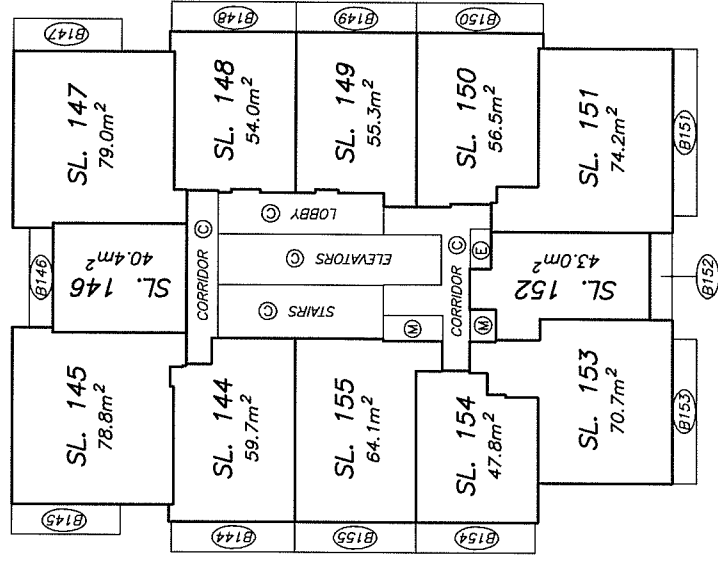 B147
B148
B149
B150
SL. 147
79.0m²
SL. 148
54.0m²
SL. 149
55.3m²
SL. 150
56.5m²
SL. 151
74.2m²
B151
B146
SL. 146
40.4m²
CORRIDOR C
LOBBY C
ELEVATORS C
STAIRS C
M
CORRIDOR C
E
M
SL. 152
43.0m²
B152
SL. 145
78.8m²
SL. 144
59.7m²
SL. 155
64.1m²
SL. 154
47.8m²
SL. 153
70.7m²
B153
B145
B144
B155
B154